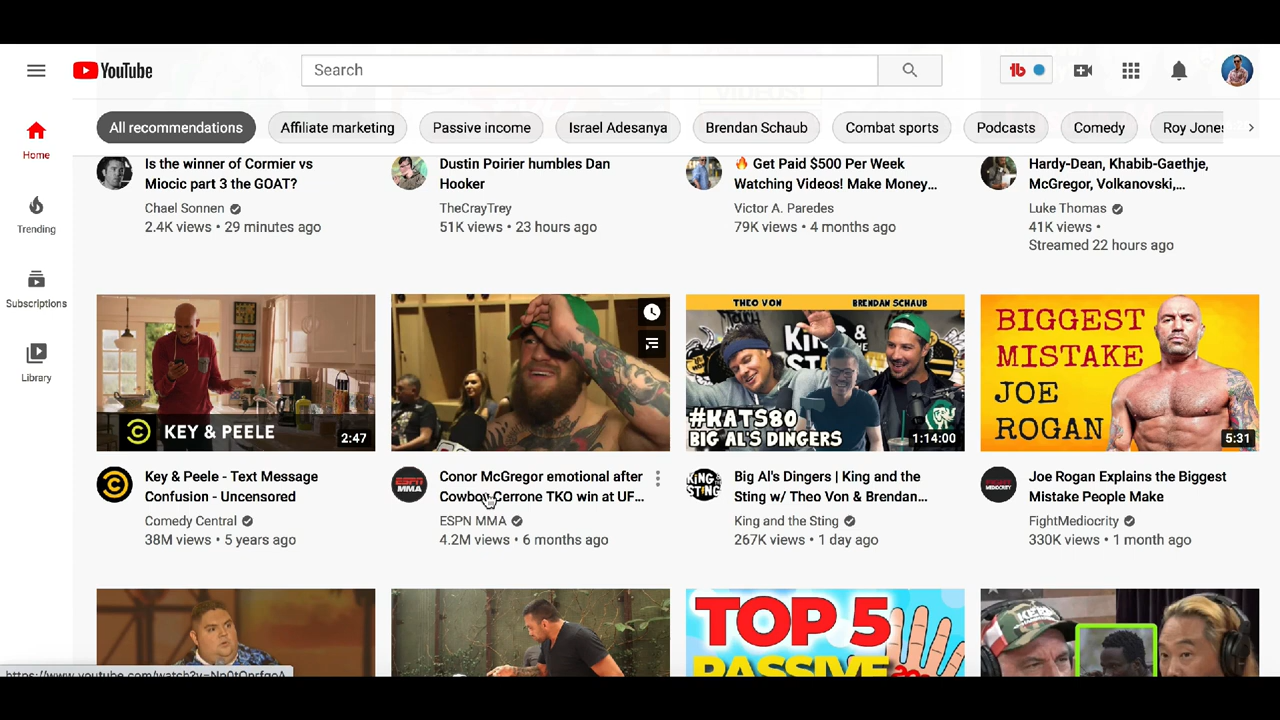 YouTube
Search
Home
Trending
Subscriptions
Library
All recommendations
Affiliate marketing
Passive income
Israel Adesanya
Brendan Schaub
Combat sports
Podcasts
Comedy
Roy Jones
Is the winner of Cormier vs
Miocic part 3 the GOAT?
Chael Sonnen
2.4K views • 29 minutes ago
Dustin Poirier humbles Dan
Hooker
TheCrayTrey
51K views • 23 hours ago
🔥 Get Paid $500 Per Week
Watching Videos! Make Money...
Victor A. Paredes
79K views • 4 months ago
Hardy-Dean, Khabib-Gaethje,
McGregor, Volkanovski,...
Luke Thomas
41K views •
Streamed 22 hours ago
KEY & PEELE
2:47
Key & Peele - Text Message
Confusion - Uncensored
Comedy Central
38M views • 5 years ago
ESPN
MMA
Conor McGregor emotional after
Cowboy Cerrone TKO win at UF...
ESPN MMA
4.2M views • 6 months ago
THEO VON
BRENDAN SCHAUB
#KATS80
BIG AL'S DINGERS
1:14:00
KING
STING
Big Al's Dingers | King and the
Sting w/ Theo Von & Brendan...
King and the Sting
267K views • 1 day ago
BIGGEST
MISTAKE
JOE
ROGAN
5:31
Joe Rogan Explains the Biggest
Mistake People Make
FightMediocrity
330K views • 1 month ago
TOP 5
PASSIVE